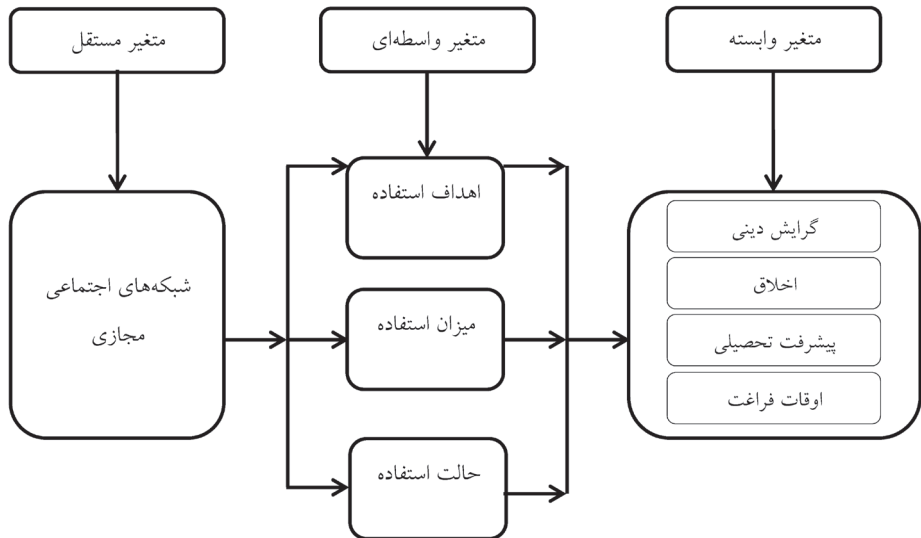 متغیر مستقل
متغیر واسطه‌ای
متغیر وابسته
شبکه‌های اجتماعی
مجازی
اهداف استفاده
میزان استفاده
حالت استفاده
گرایش دینی
اخلاق
پیشرفت تحصیلی
اوقات فراغت